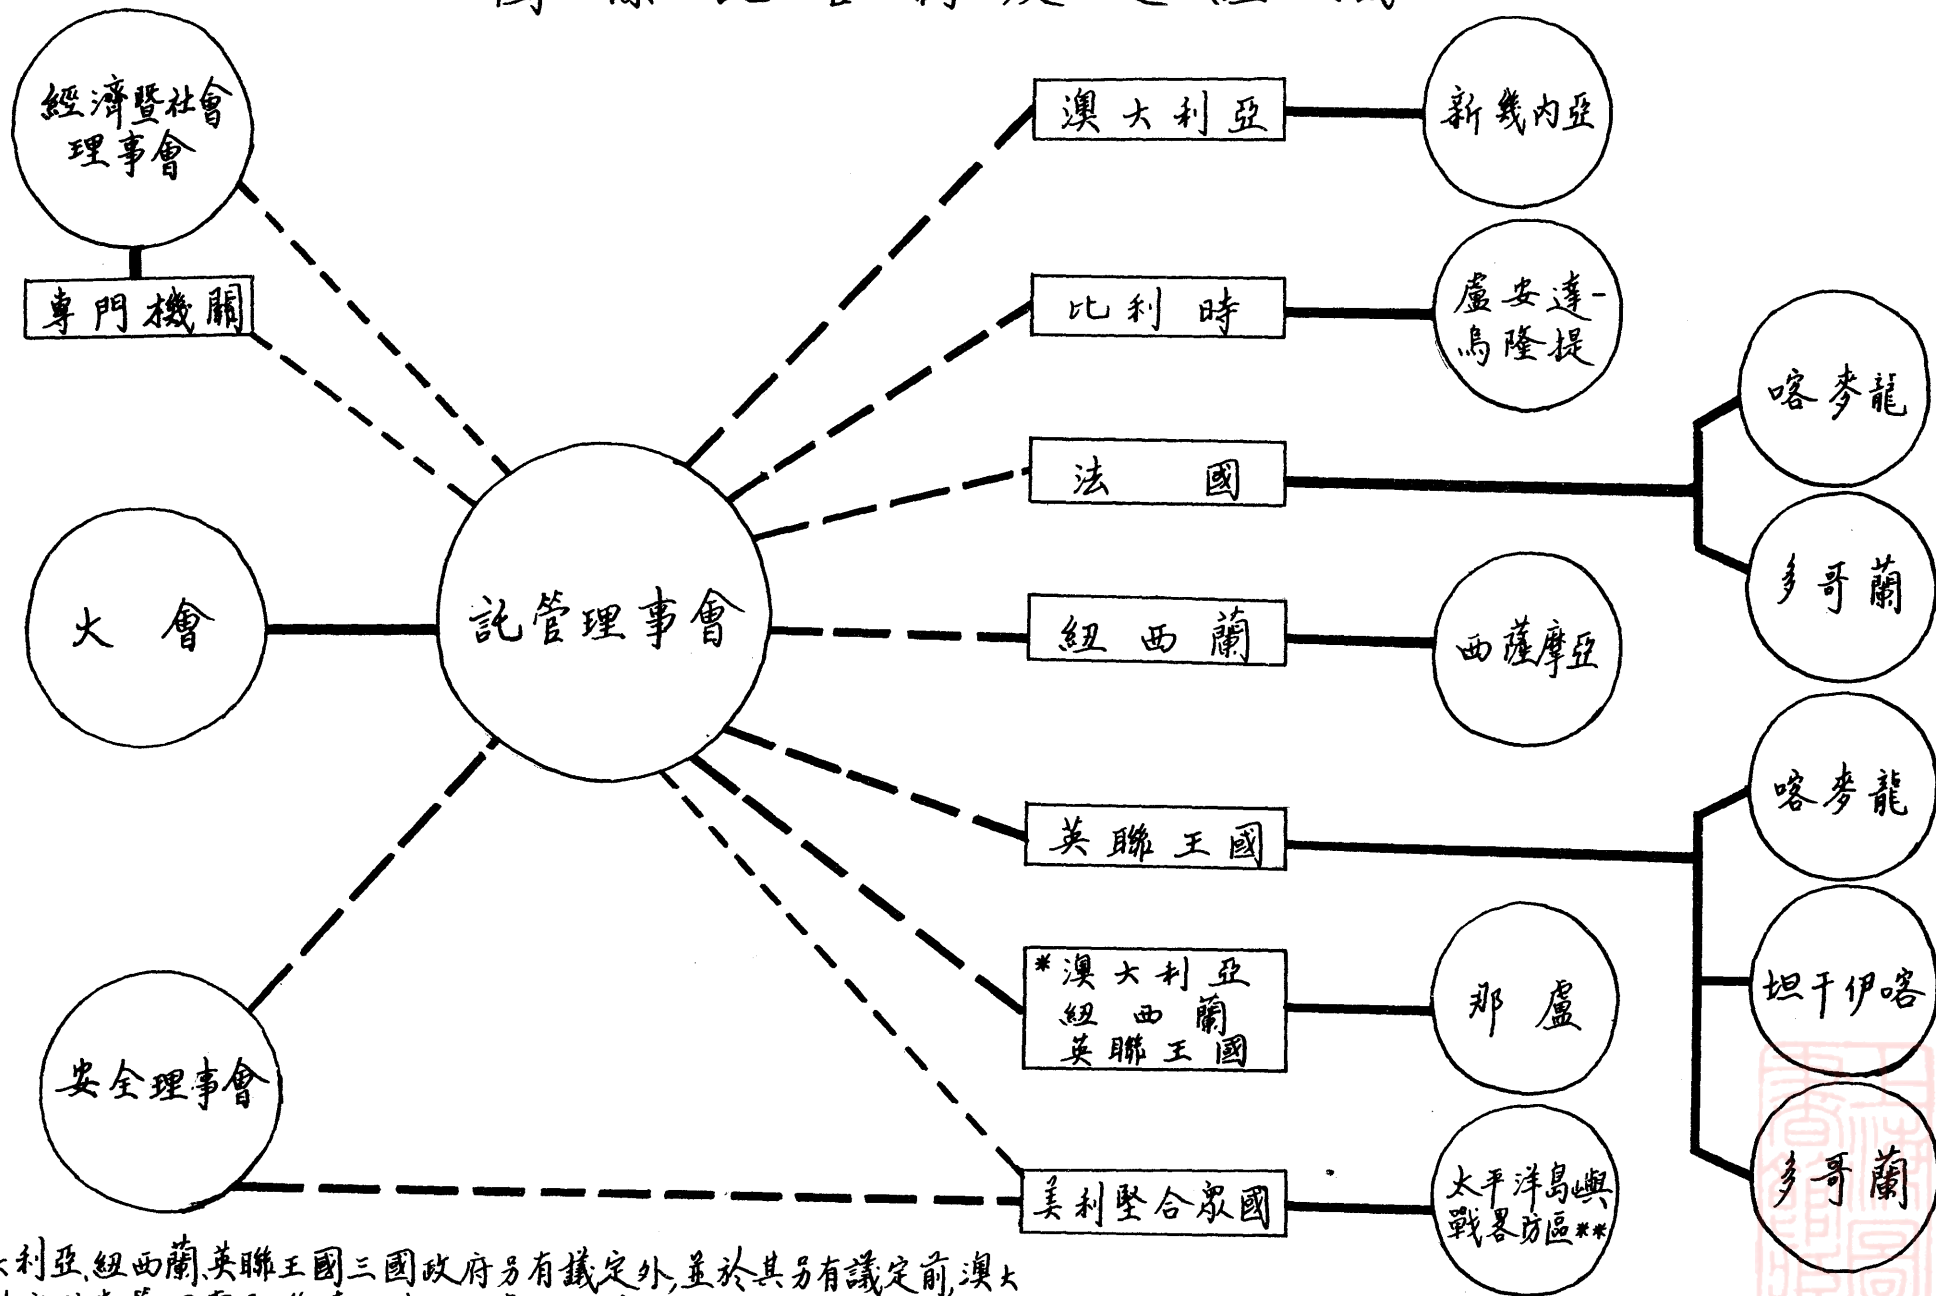 經濟暨社會
理事會
專門機關
大會
託管理事會
安全理事會
澳大利亞
新幾內亞
比利時
盧安達-
烏隆提
法國
喀麥龍
多哥蘭
紐西蘭
西薩摩亞
英聯王國
喀麥龍
坦干伊喀
多哥蘭
*澳大利亞
紐西蘭
英聯王國
那盧
美利堅合眾國
太平洋島嶼
戰畧防區**
大利亞、紐西蘭、英聯王國三國政府另有議定外,並於其另有議定前,澳大